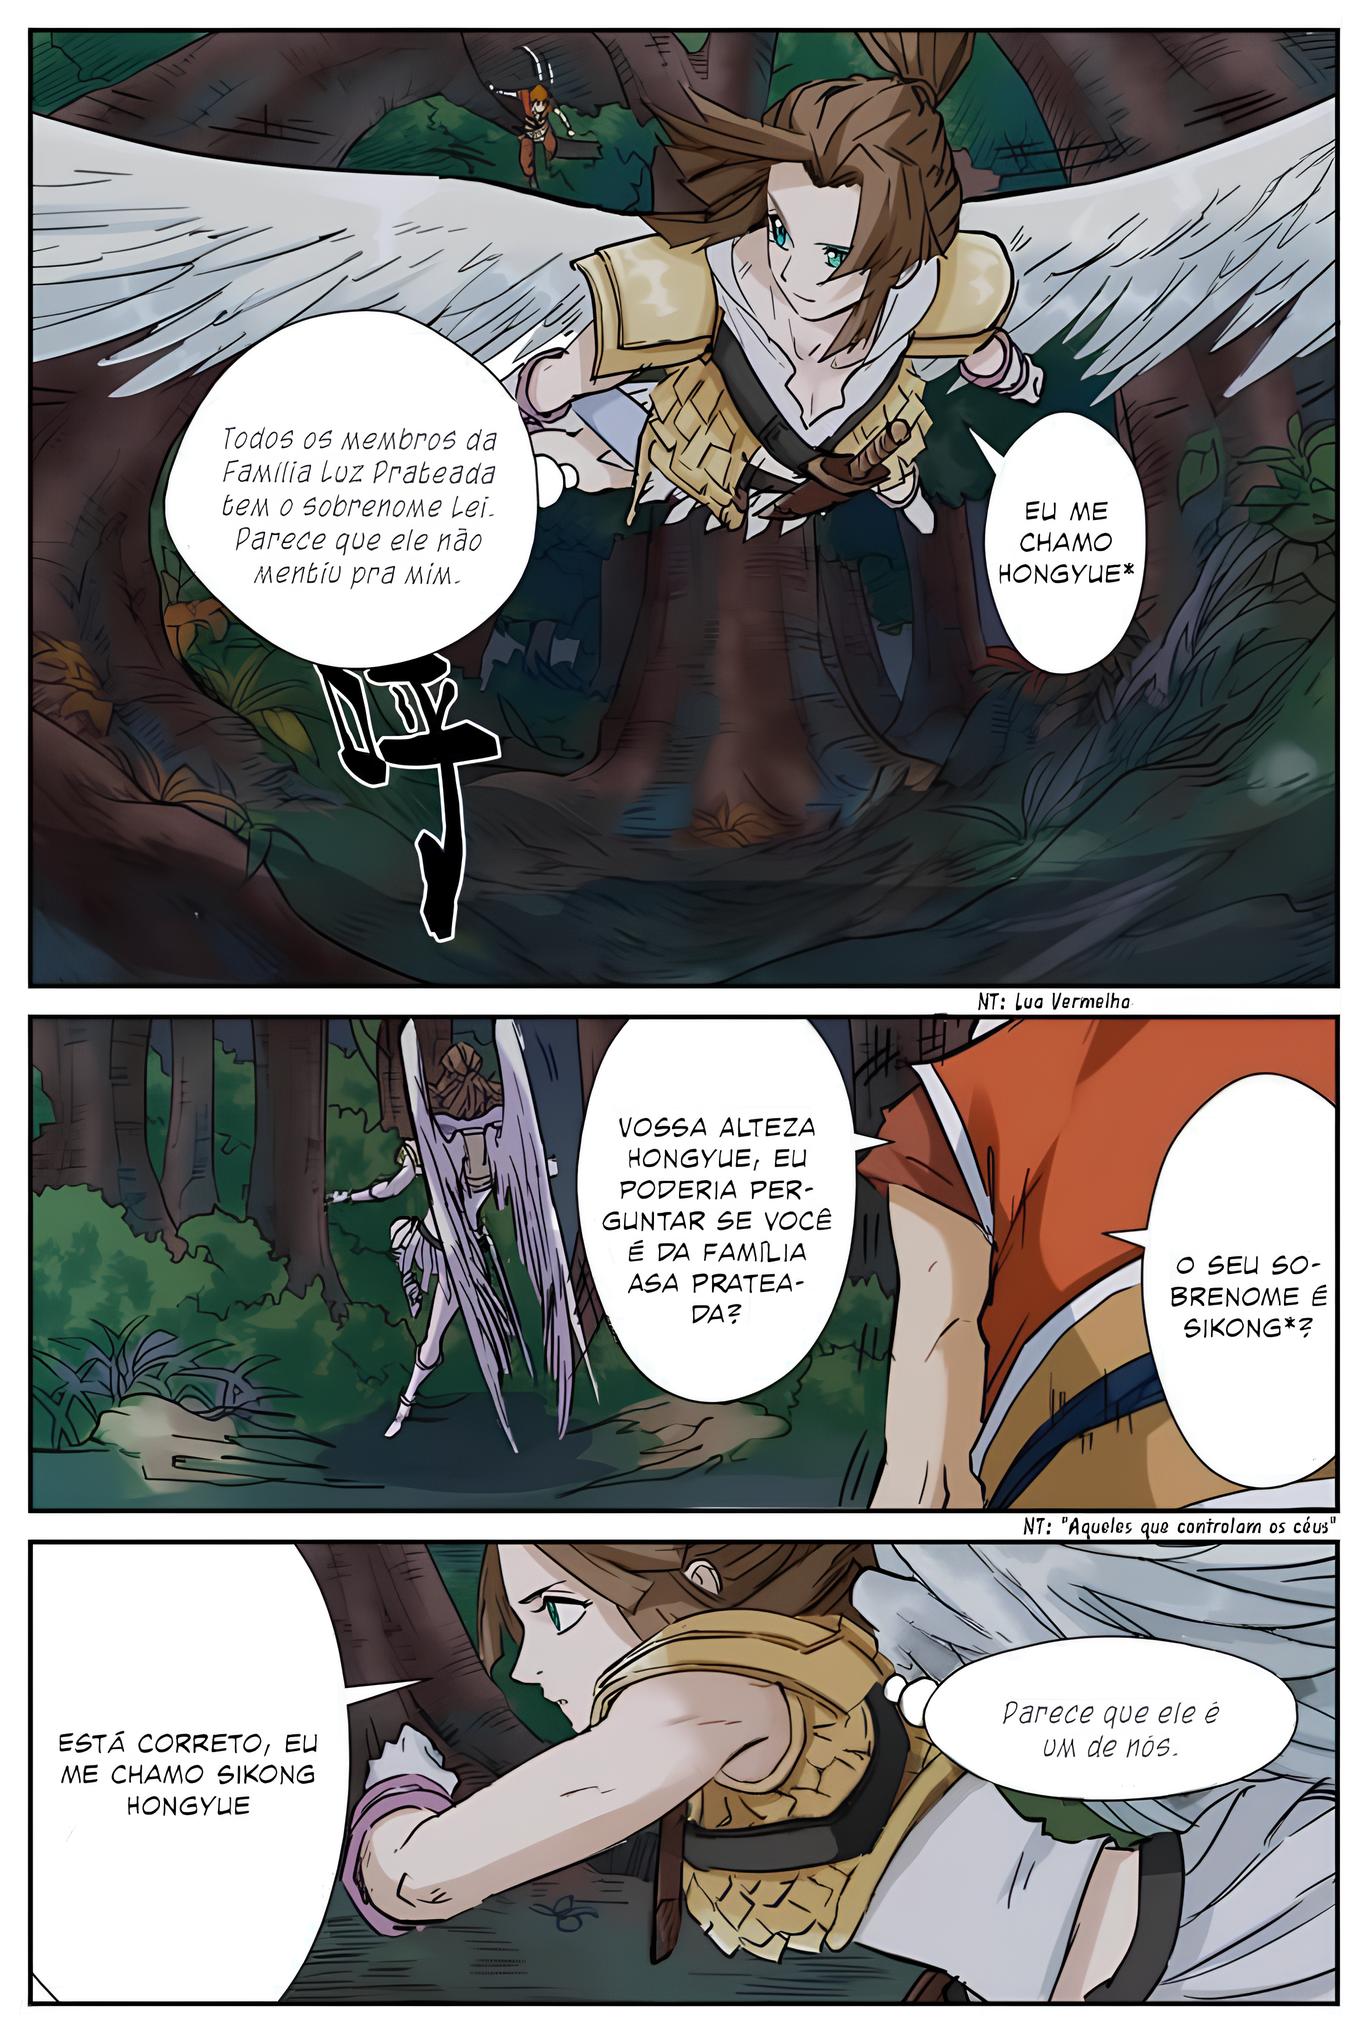 Todos os membros da
Família Luz Prateada
tem o sobrenome Lei.
Parece que ele não
mentiu pra mim.
EU ME
CHAMO
HONGYUE*
NT: Lua Vermelha
VOSSA ALTEZA
HONGYUE, EU
PODERIA PER-
GUNTAR SE VOCÊ
É DA FAMÍLIA
ASA PRATEA-
DA?
O SEU SO-
BRENOME É
SIKONG*?
NT: "Aqueles que controlam os céus"
ESTÁ CORRETO, EU
ME CHAMO SIKONG
HONGYUE
Parece que ele é
um de nós.